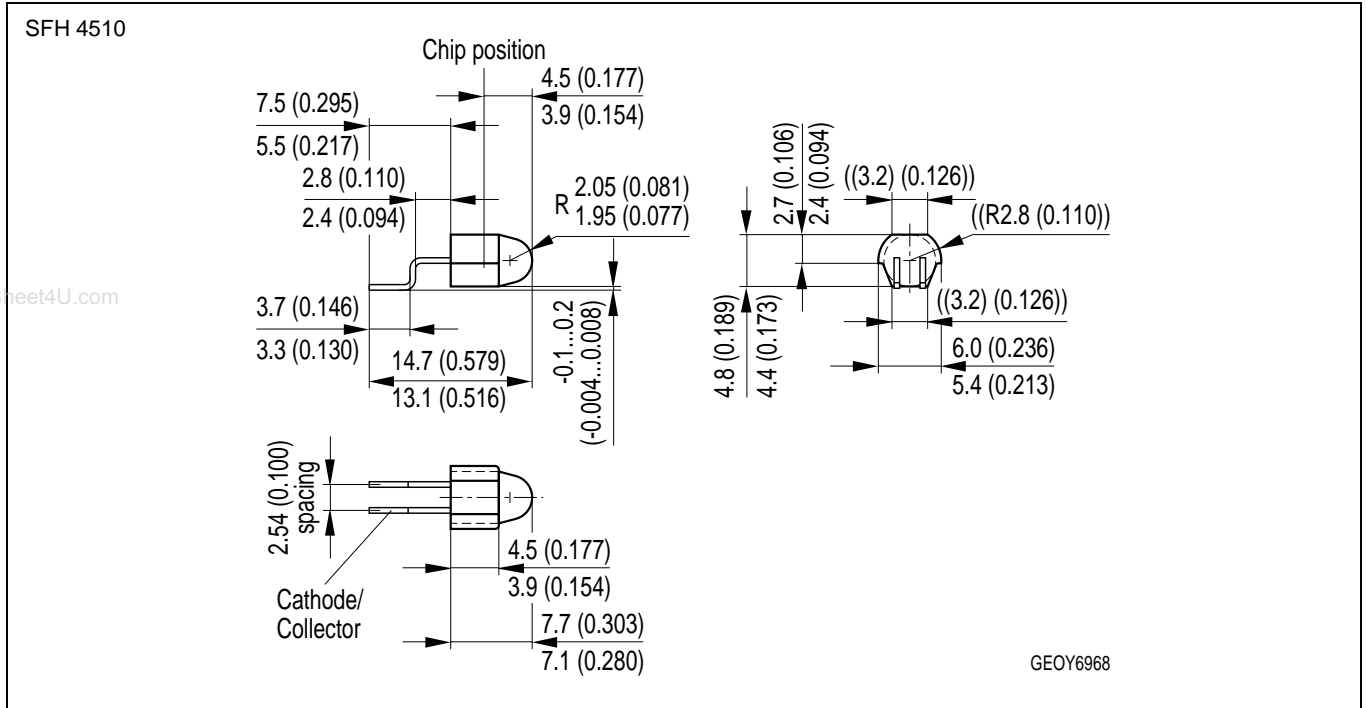 SFH 4510
Chip position
4.5 (0.177)
3.9 (0.154)
7.5 (0.295)
5.5 (0.217)
2.8 (0.110)
2.4 (0.094)
R 2.05 (0.081)
1.95 (0.077)
3.7 (0.146)
3.3 (0.130)
14.7 (0.579)
13.1 (0.516)
-0.1...0.2
(-0.004...0.008)
2.7 (0.106)
2.4 (0.094)
((3.2) (0.126))
((R2.8 (0.110))
4.8 (0.189)
4.4 (0.173)
((3.2) (0.126))
6.0 (0.236)
5.4 (0.213)
heet4U.com
2.54 (0.100)
spacing
Cathode/
Collector
4.5 (0.177)
3.9 (0.154)
7.7 (0.303)
7.1 (0.280)
GEOY6968